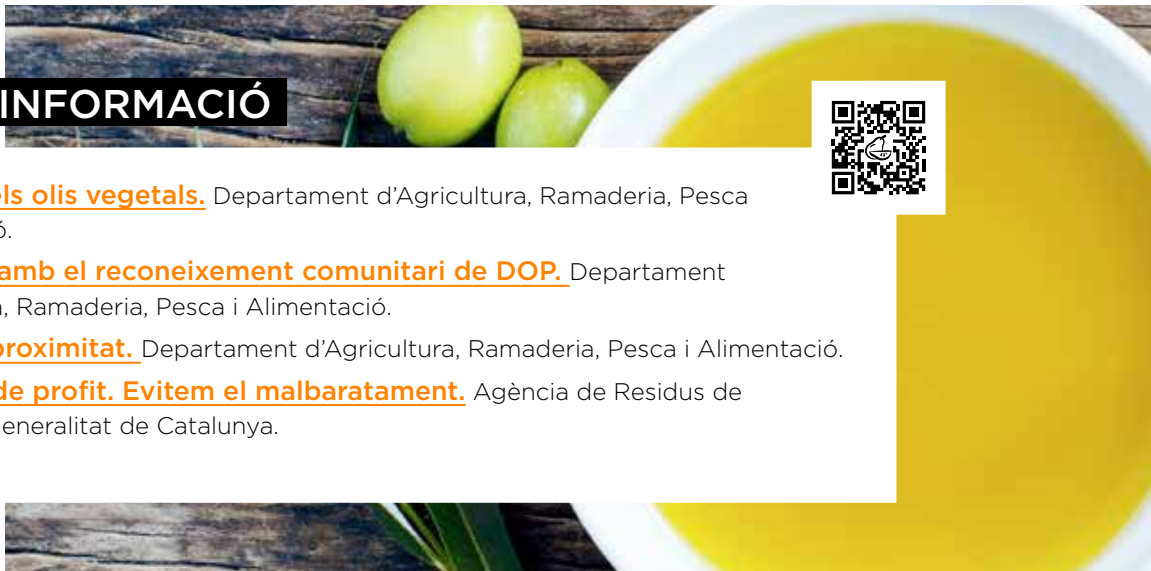 INFORMACIÓ
els olis vegetals. Departament d’Agricultura, Ramaderia, Pesca
ó.
amb el reconeixement comunitari de DOP. Departament
, Ramaderia, Pesca i Alimentació.
proximitat. Departament d’Agricultura, Ramaderia, Pesca i Alimentació.
de profit. Evitem el malbaratament. Agència de Residus de
Generalitat de Catalunya.